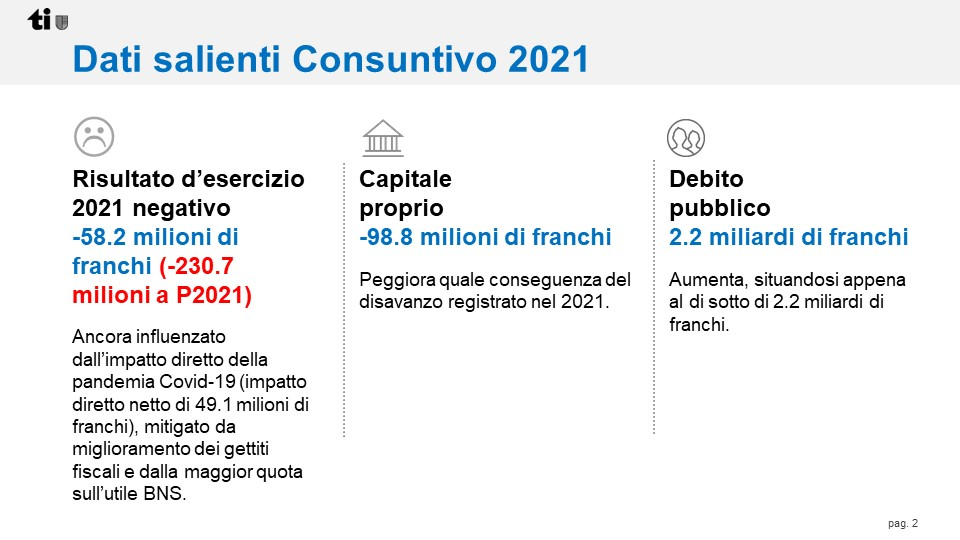 ti
Dati salienti Consuntivo 2021
Risultato d’esercizio
2021 negativo
-58.2 milioni di
franchi (-230.7
milioni a P2021)
Ancora influenzato
dall’impatto diretto della
pandemia Covid-19 (impatto
diretto netto di 49.1 milioni di
franchi), mitigato da
miglioramento dei gettiti
fiscali e dalla maggior quota
sull’utile BNS.
Capitale
proprio
-98.8 milioni di franchi
Peggiora quale conseguenza del
disavanzo registrato nel 2021.
Debito
pubblico
2.2 miliardi di franchi
Aumenta, situandosi appena
al di sotto di 2.2 miliardi di
franchi.
pag. 2